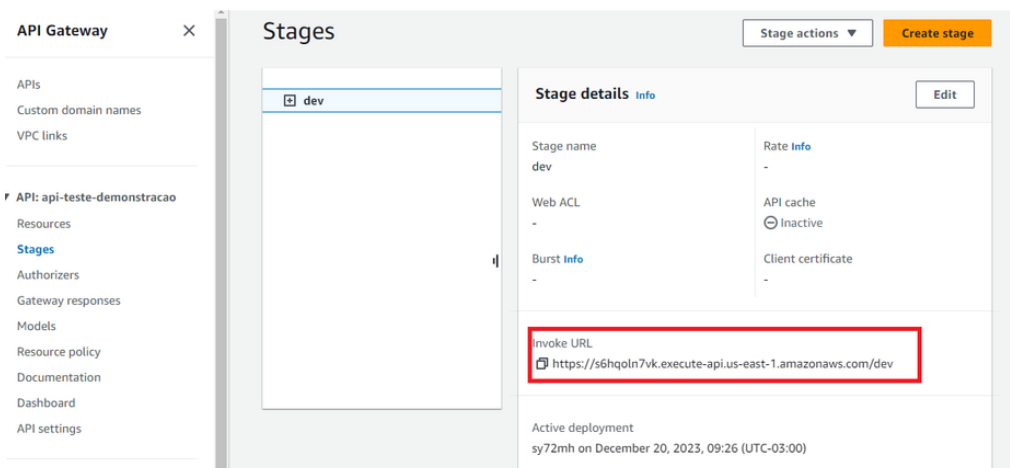 API Gateway
APIs
Custom domain names
VPC links
API: api-teste-demonstracao
Resources
Stages
Authorizers
Gateway responses
Models
Resource policy
Documentation
Dashboard
API settings
Stages
Stage actions
Create stage
dev
Stage details Info
Edit
Stage name
dev
Rate Info
-
Web ACL
-
API cache
Inactive
Burst Info
-
Client certificate
-
Invoke URL
https://s6hqoln7vk.execute-api.us-east-1.amazonaws.com/dev
Active deployment
sy72mh on December 20, 2023, 09:26 (UTC-03:00)